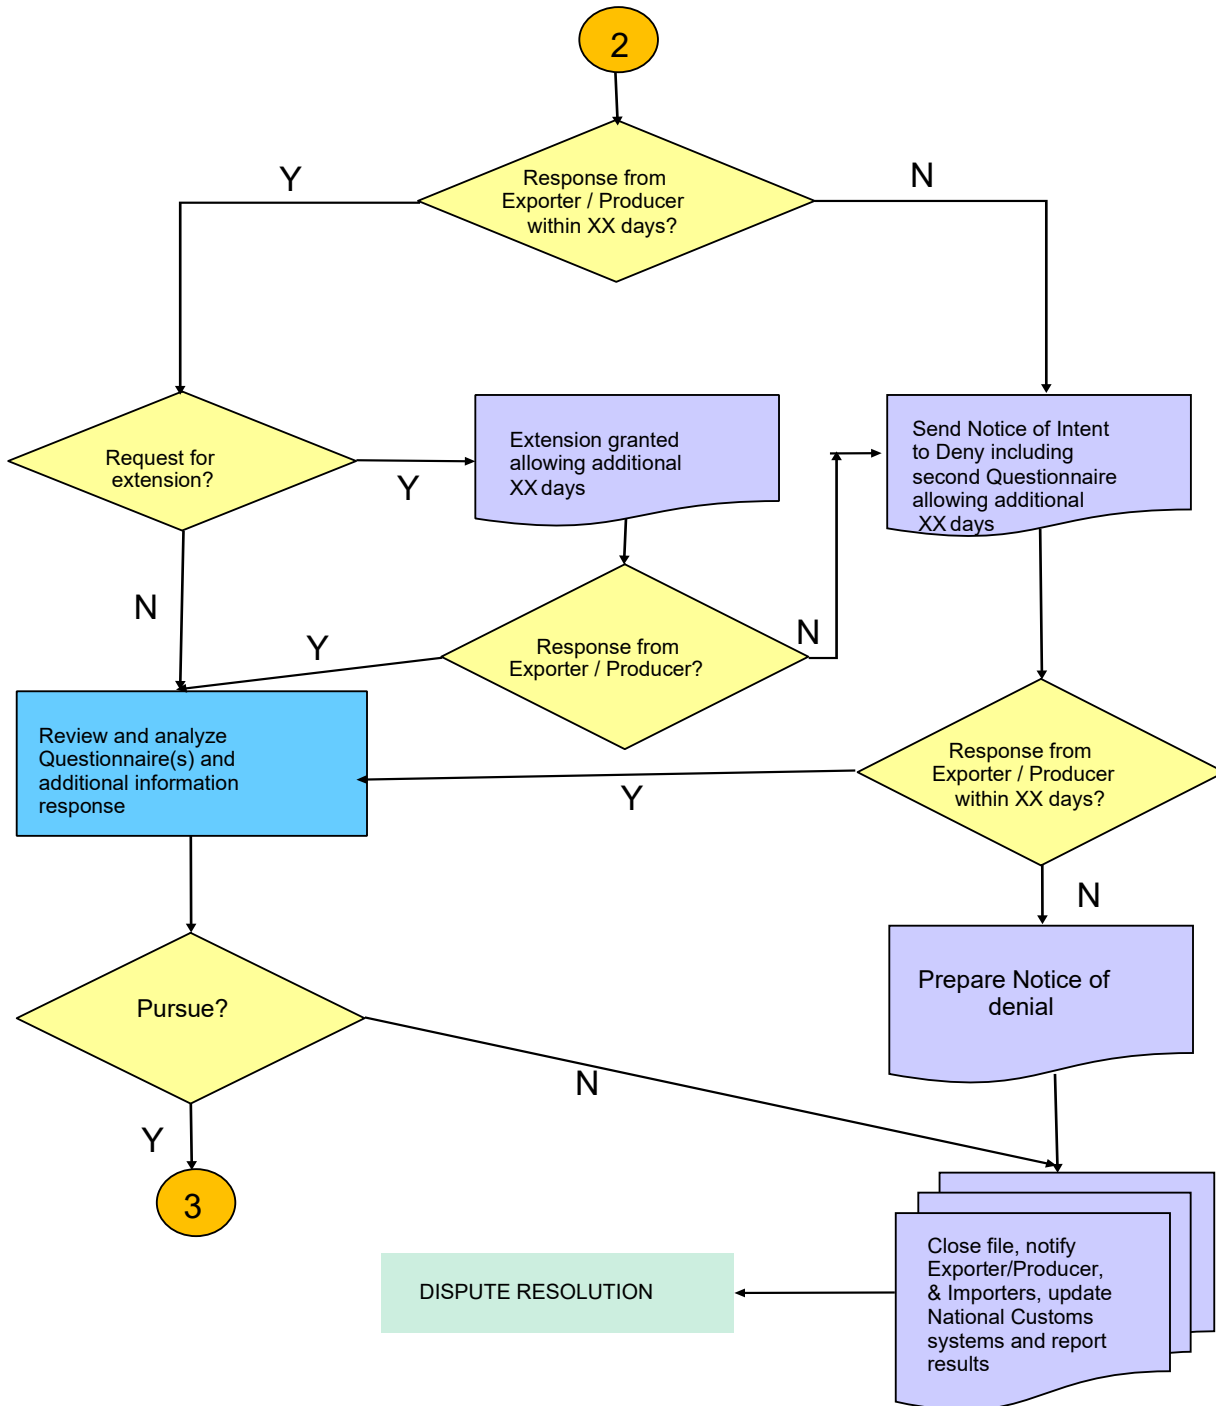 2
Response from
Exporter / Producer
within XX days?
Y
N
Request for
extension?
Y
Extension granted
allowing additional
XX days
Send Notice of Intent
to Deny including
second Questionnaire
allowing additional
XX days
N
Y
Response from
Exporter / Producer?
N
Review and analyze
Questionnaire(s) and
additional information
response
Y
Response from
Exporter / Producer
within XX days?
N
Pursue?
N
Prepare Notice of
denial
Y
3
DISPUTE RESOLUTION
Close file, notify
Exporter/Producer,
& Importers, update
National Customs
systems and report
results